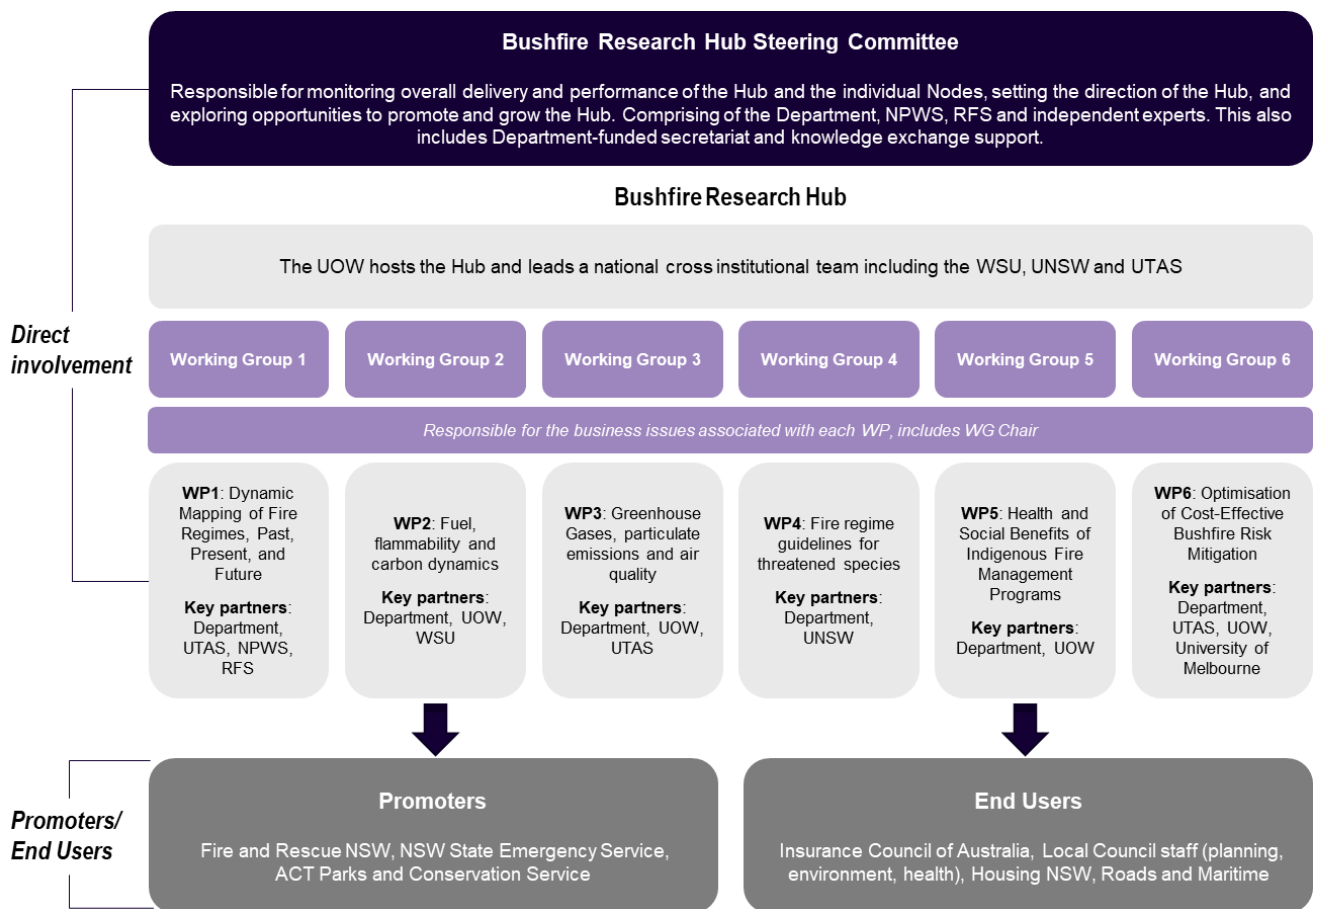 Bushfire Research Hub Steering Committee
Responsible for monitoring overall delivery and performance of the Hub and the individual Nodes, setting the direction of the Hub, and
exploring opportunities to promote and grow the Hub. Comprising of the Department, NPWS, RFS and independent experts. This also
includes Department-funded secretariat and knowledge exchange support.
Bushfire Research Hub
The UOW hosts the Hub and leads a national cross institutional team including the WSU, UNSW and UTAS
Direct
involvement
Working Group 1
Working Group 2
Working Group 3
Working Group 4
Working Group 5
Working Group 6
Responsible for the business issues associated with each WP, includes WG Chair
WP1: Dynamic
Mapping of Fire
Regimes, Past,
Present, and
Future
Key partners:
Department,
UTAS, NPWS,
RFS
WP2: Fuel,
flammability and
carbon dynamics
Key partners:
Department, UOW,
WSU
WP3: Greenhouse
Gases, particulate
emissions and air
quality
Key partners:
Department, UOW,
UTAS
WP4: Fire regime
guidelines for
threatened species
Key partners:
Department,
UNSW
WP5: Health and
Social Benefits of
Indigenous Fire
Management
Programs
Key partners:
Department, UOW
WP6: Optimisation
of Cost-Effective
Bushfire Risk
Mitigation
Key partners:
Department,
UTAS, UOW,
University of
Melbourne
Promoters/
End Users
Promoters
Fire and Rescue NSW, NSW State Emergency Service,
ACT Parks and Conservation Service
End Users
Insurance Council of Australia, Local Council staff (planning,
environment, health), Housing NSW, Roads and Maritime